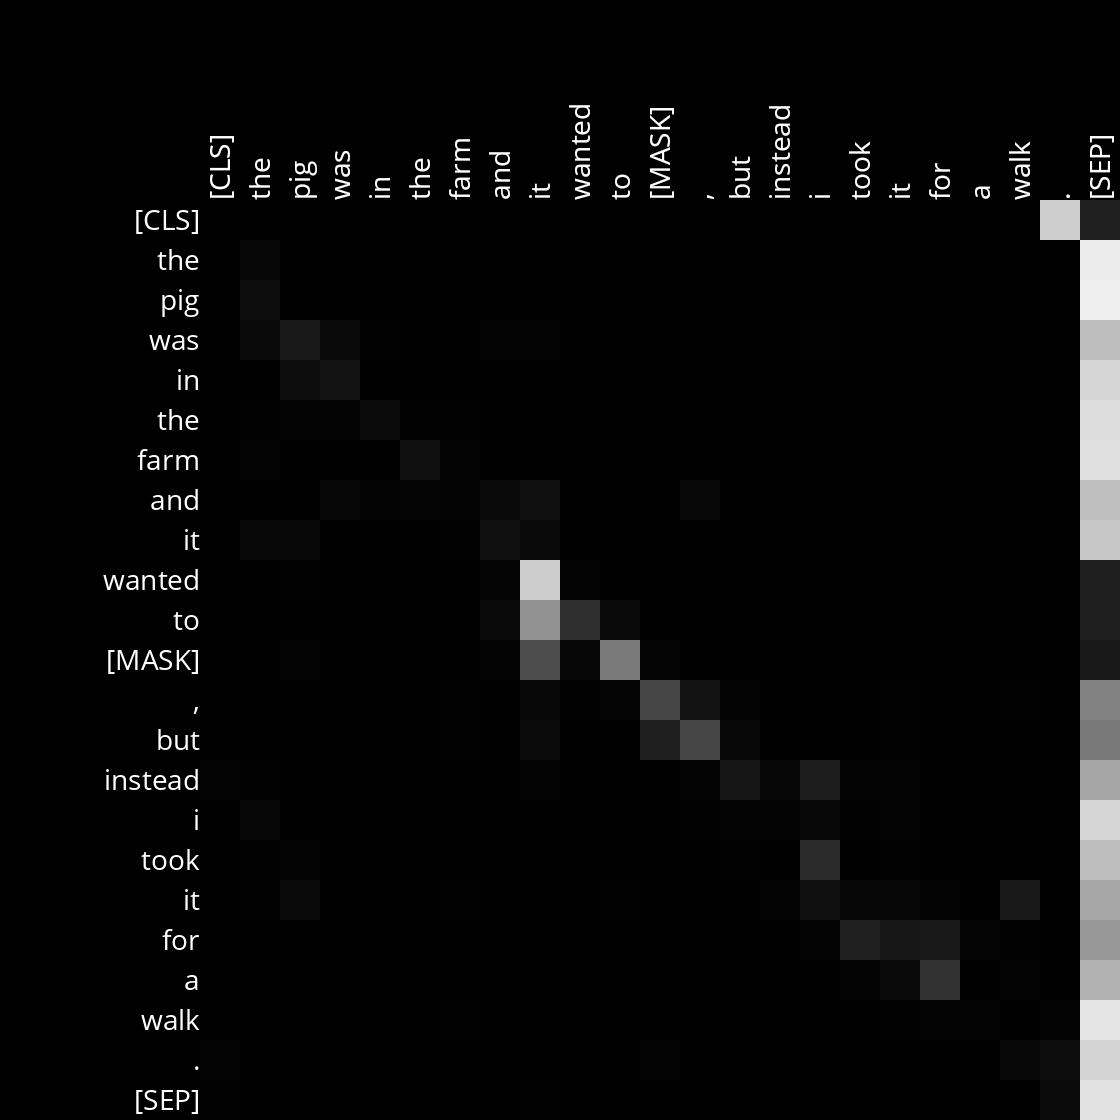 [CLS] the pig was in the farm and it wanted to [MASK] , but instead i took it for a walk . [SEP]
[CLS]
the
pig
was
in
the
farm
and
it
wanted
to
[MASK]
,
but
instead
i
took
it
for
a
walk
.
[SEP]